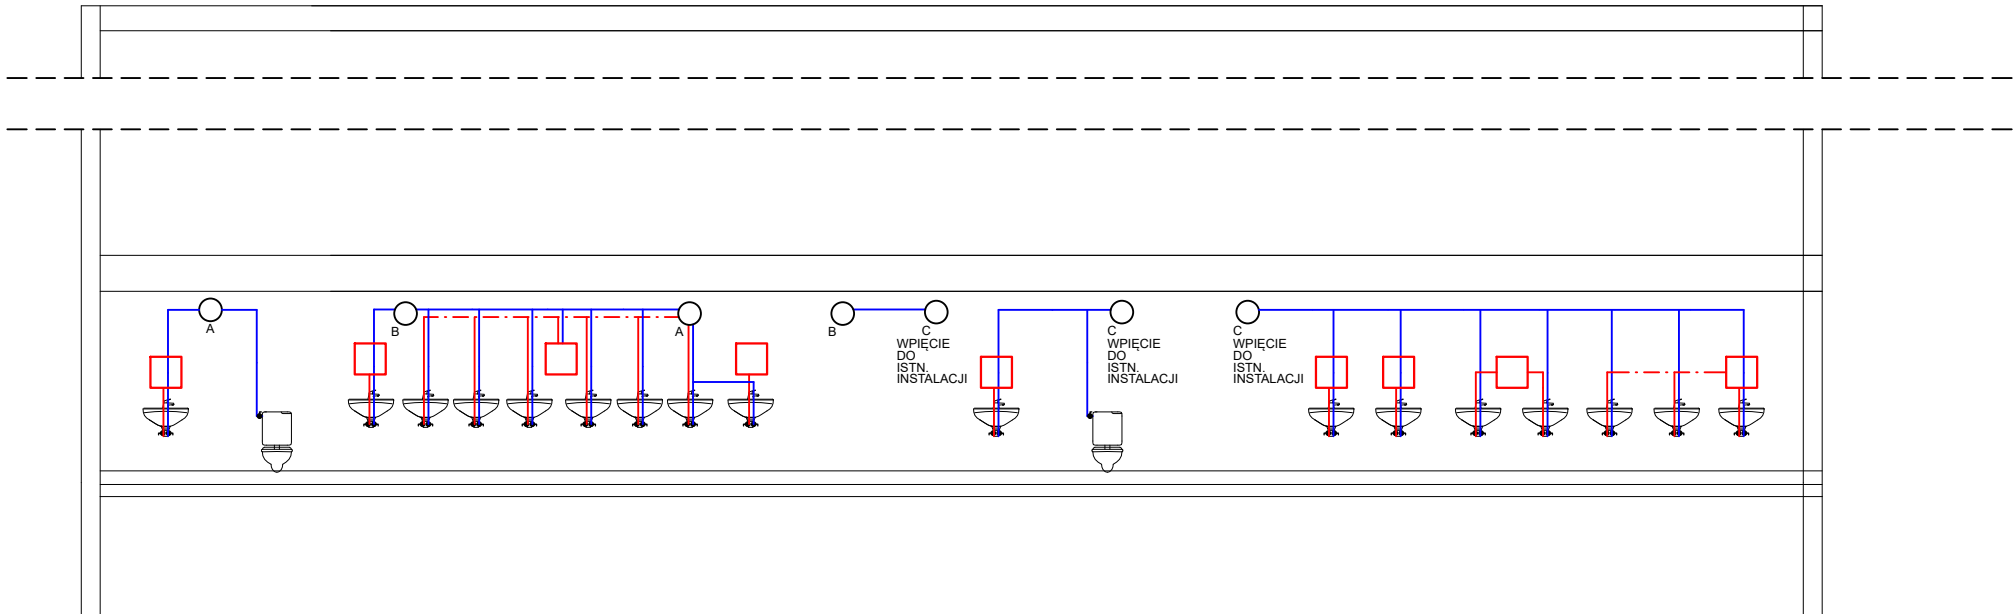 A
B
A
B
C
WPIĘCIE
DO
ISTN.
INSTALACJI
C
WPIĘCIE
DO
ISTN.
INSTALACJI
C
WPIĘCIE
DO
ISTN.
INSTALACJI